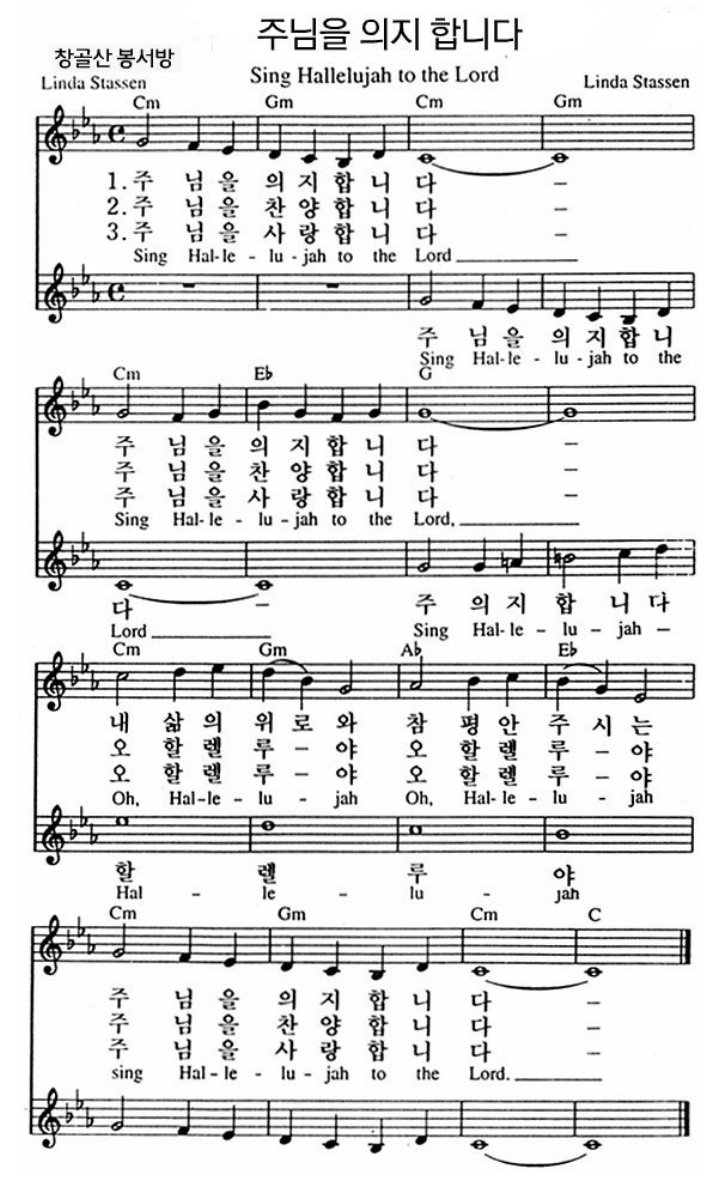 주님을 의지 합니다
창골산 봉서방
Linda Stassen Sing Hallelujah to the Lord Linda Stassen
Cm Gm Cm Gm
1. 주 님 을 의 지 합 니 다 –
2. 주 님 을 찬 양 합 니 다 –
3. 주 님 을 사 랑 합 니 다 –
Sing Hal-le - lu - jah to the Lord
주 님 을 의 지 합 니
Sing Hal-le - lu - jah to the
Cm E♭ G
주 님 을 의 지 합 니 다 –
주 님 을 찬 양 합 니 다 –
주 님 을 사 랑 합 니 다 –
Sing Hal-le - lu - jah to the Lord,
다 – 주 의 지 합 니 다
Lord Sing Hal-le - lu - jah –
Cm Gm A♭ E♭
내 삶 의 위 로 와 참 평 안 주 시 는
오 할 렐 루 – 야 오 할 렐 루 – 야
오 할 렐 루 – 야 오 할 렐 루 – 야
Oh, Hal-le - lu - jah Oh, Hal-le - lu - jah
할 렐 루 야
Hal - le - lu - jah
Cm Gm Cm C
주 님 을 의 지 합 니 다 –
주 님 을 찬 양 합 니 다 –
주 님 을 사 랑 합 니 다 –
sing Hal-le - lu - jah to the Lord.